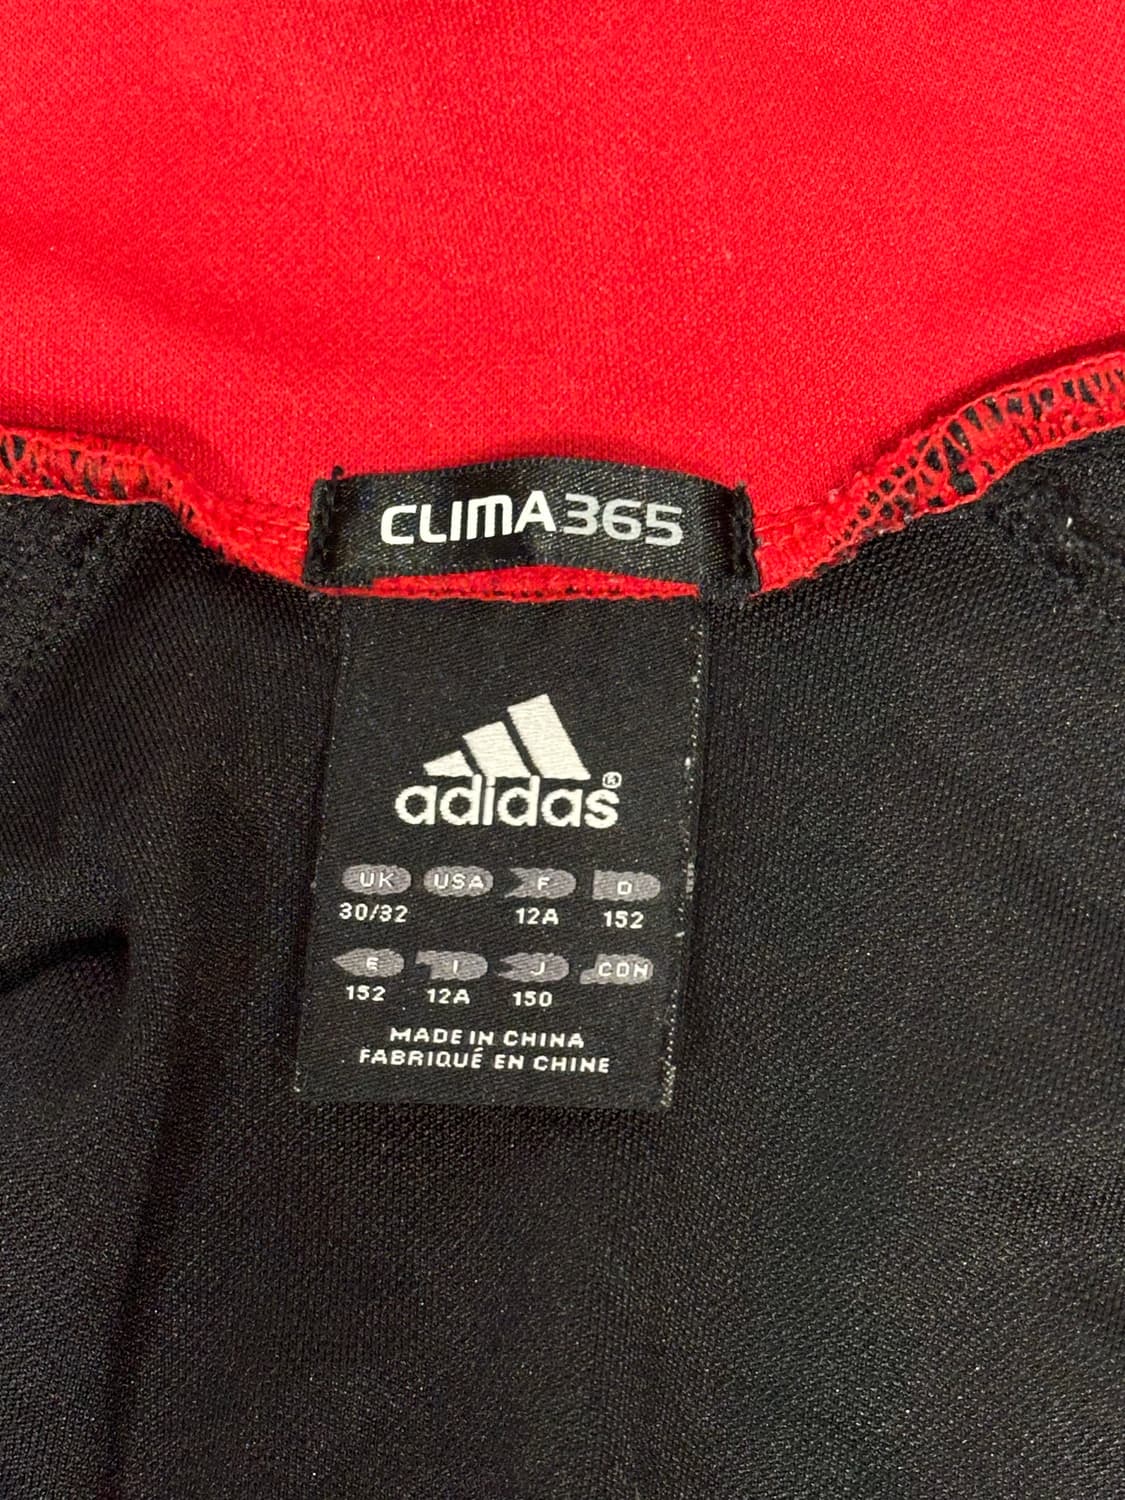 CLIMA365
adidas®
UK USA F D
30/32 12A 152
E I J CDN
152 12A 150
MADE IN CHINA
FABRIQUÉ EN CHINE